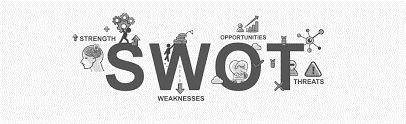 STRENGTH
OPPORTUNITIES
SWOT
THREATS
WEAKNESSES